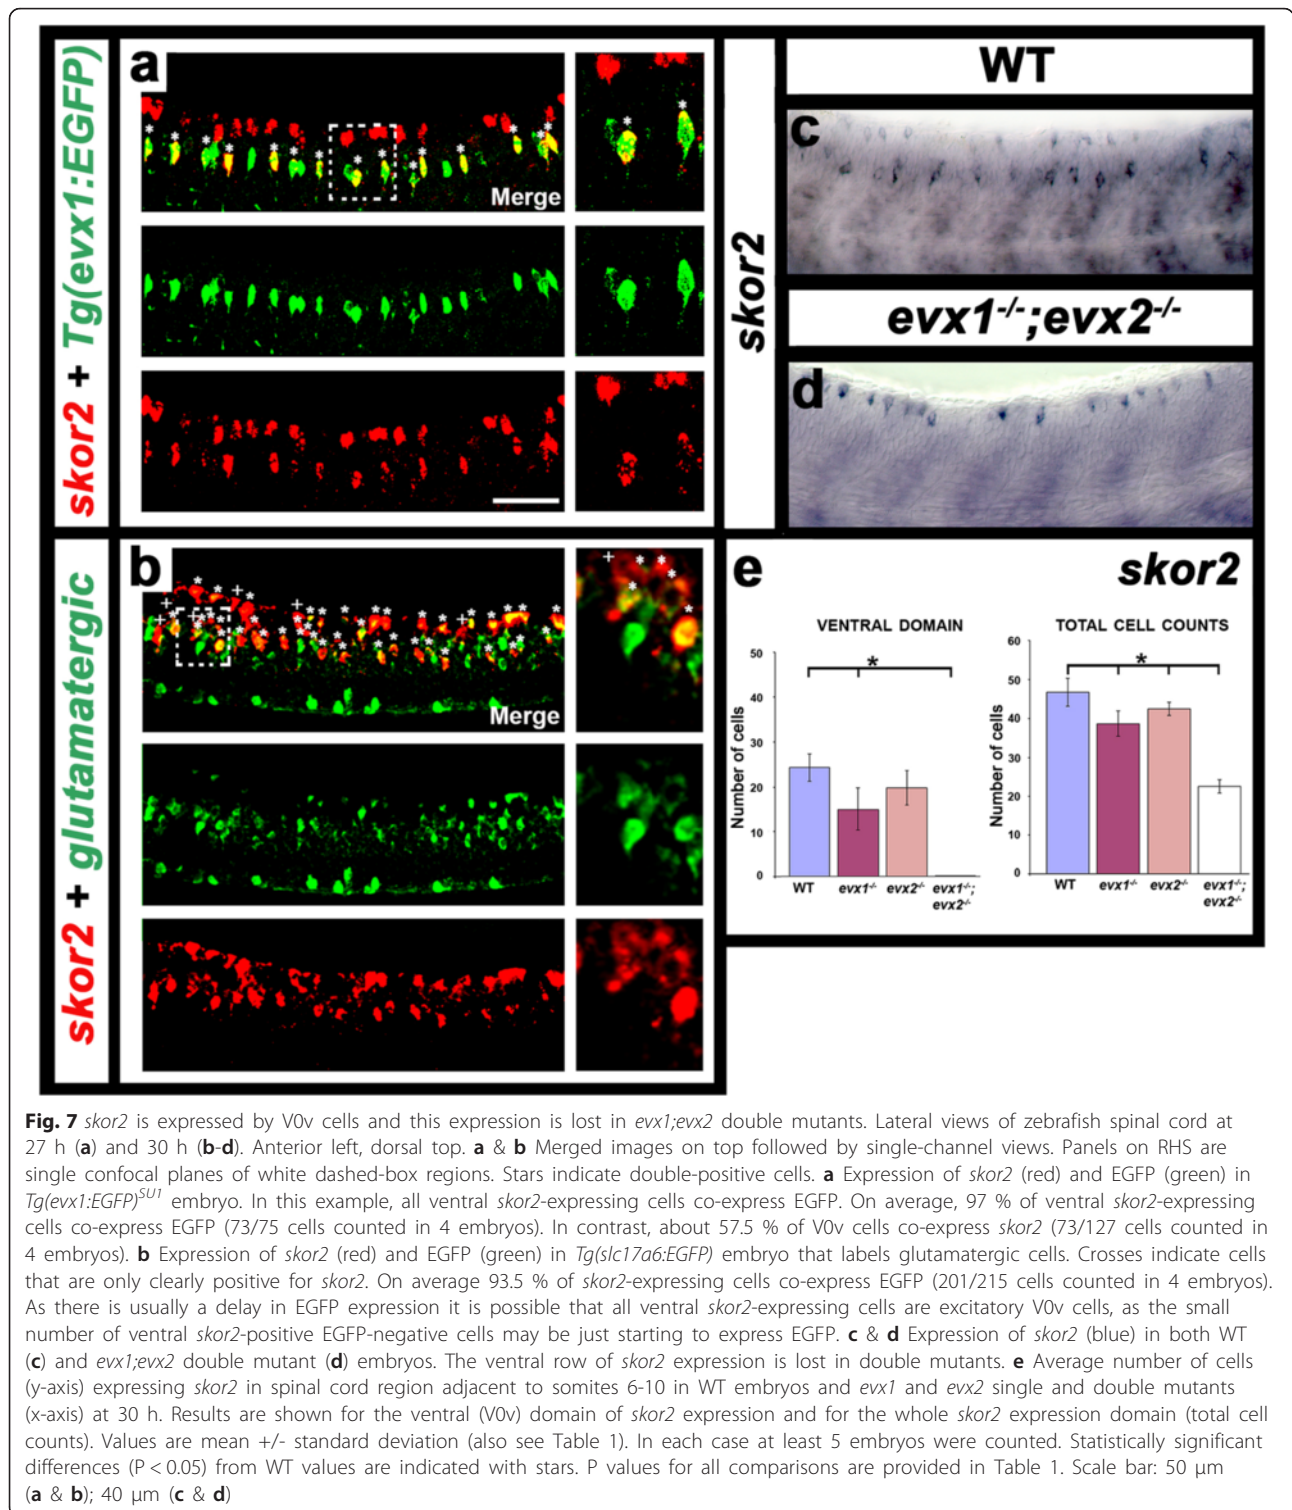 a
skor2 + Tg(evx1:EGFP)
* * * * * * * * * * * * * *
Merge
* *
b
skor2 + glutamatergic
Merge
skor2
WT
c
evx1-/-;evx2-/-
d
e
skor2
VENTRAL DOMAIN
*
Number of cells
50
40
30
20
10
0
WT evx1-/- evx2-/- evx1-/-; evx2-/-
TOTAL CELL COUNTS
*
Number of cells
60
50
40
30
20
10
0
WT evx1-/- evx2-/- evx1-/-; evx2-/-
Fig. 7 skor2 is expressed by V0v cells and this expression is lost in evx1;evx2 double mutants. Lateral views of zebrafish spinal cord at
27 h (a) and 30 h (b-d). Anterior left, dorsal top. a & b Merged images on top followed by single-channel views. Panels on RHS are
single confocal planes of white dashed-box regions. Stars indicate double-positive cells. a Expression of skor2 (red) and EGFP (green) in
Tg(evx1:EGFP)SU1 embryo. In this example, all ventral skor2-expressing cells co-express EGFP. On average, 97 % of ventral skor2-expressing
cells co-express EGFP (73/75 cells counted in 4 embryos). In contrast, about 57.5 % of V0v cells co-express skor2 (73/127 cells counted in
4 embryos). b Expression of skor2 (red) and EGFP (green) in Tg(slc17a6:EGFP) embryo that labels glutamatergic cells. Crosses indicate cells
that are only clearly positive for skor2. On average 93.5 % of skor2-expressing cells co-express EGFP (201/215 cells counted in 4 embryos).
As there is usually a delay in EGFP expression it is possible that all ventral skor2-expressing cells are excitatory V0v cells, as the small
number of ventral skor2-positive EGFP-negative cells may be just starting to express EGFP. c & d Expression of skor2 (blue) in both WT
(c) and evx1;evx2 double mutant (d) embryos. The ventral row of skor2 expression is lost in double mutants. e Average number of cells
(y-axis) expressing skor2 in spinal cord region adjacent to somites 6-10 in WT embryos and evx1 and evx2 single and double mutants
(x-axis) at 30 h. Results are shown for the ventral (V0v) domain of skor2 expression and for the whole skor2 expression domain (total cell
counts). Values are mean +/- standard deviation (also see Table 1). In each case at least 5 embryos were counted. Statistically significant
differences (P < 0.05) from WT values are indicated with stars. P values for all comparisons are provided in Table 1. Scale bar: 50 μm
(a & b); 40 μm (c & d)